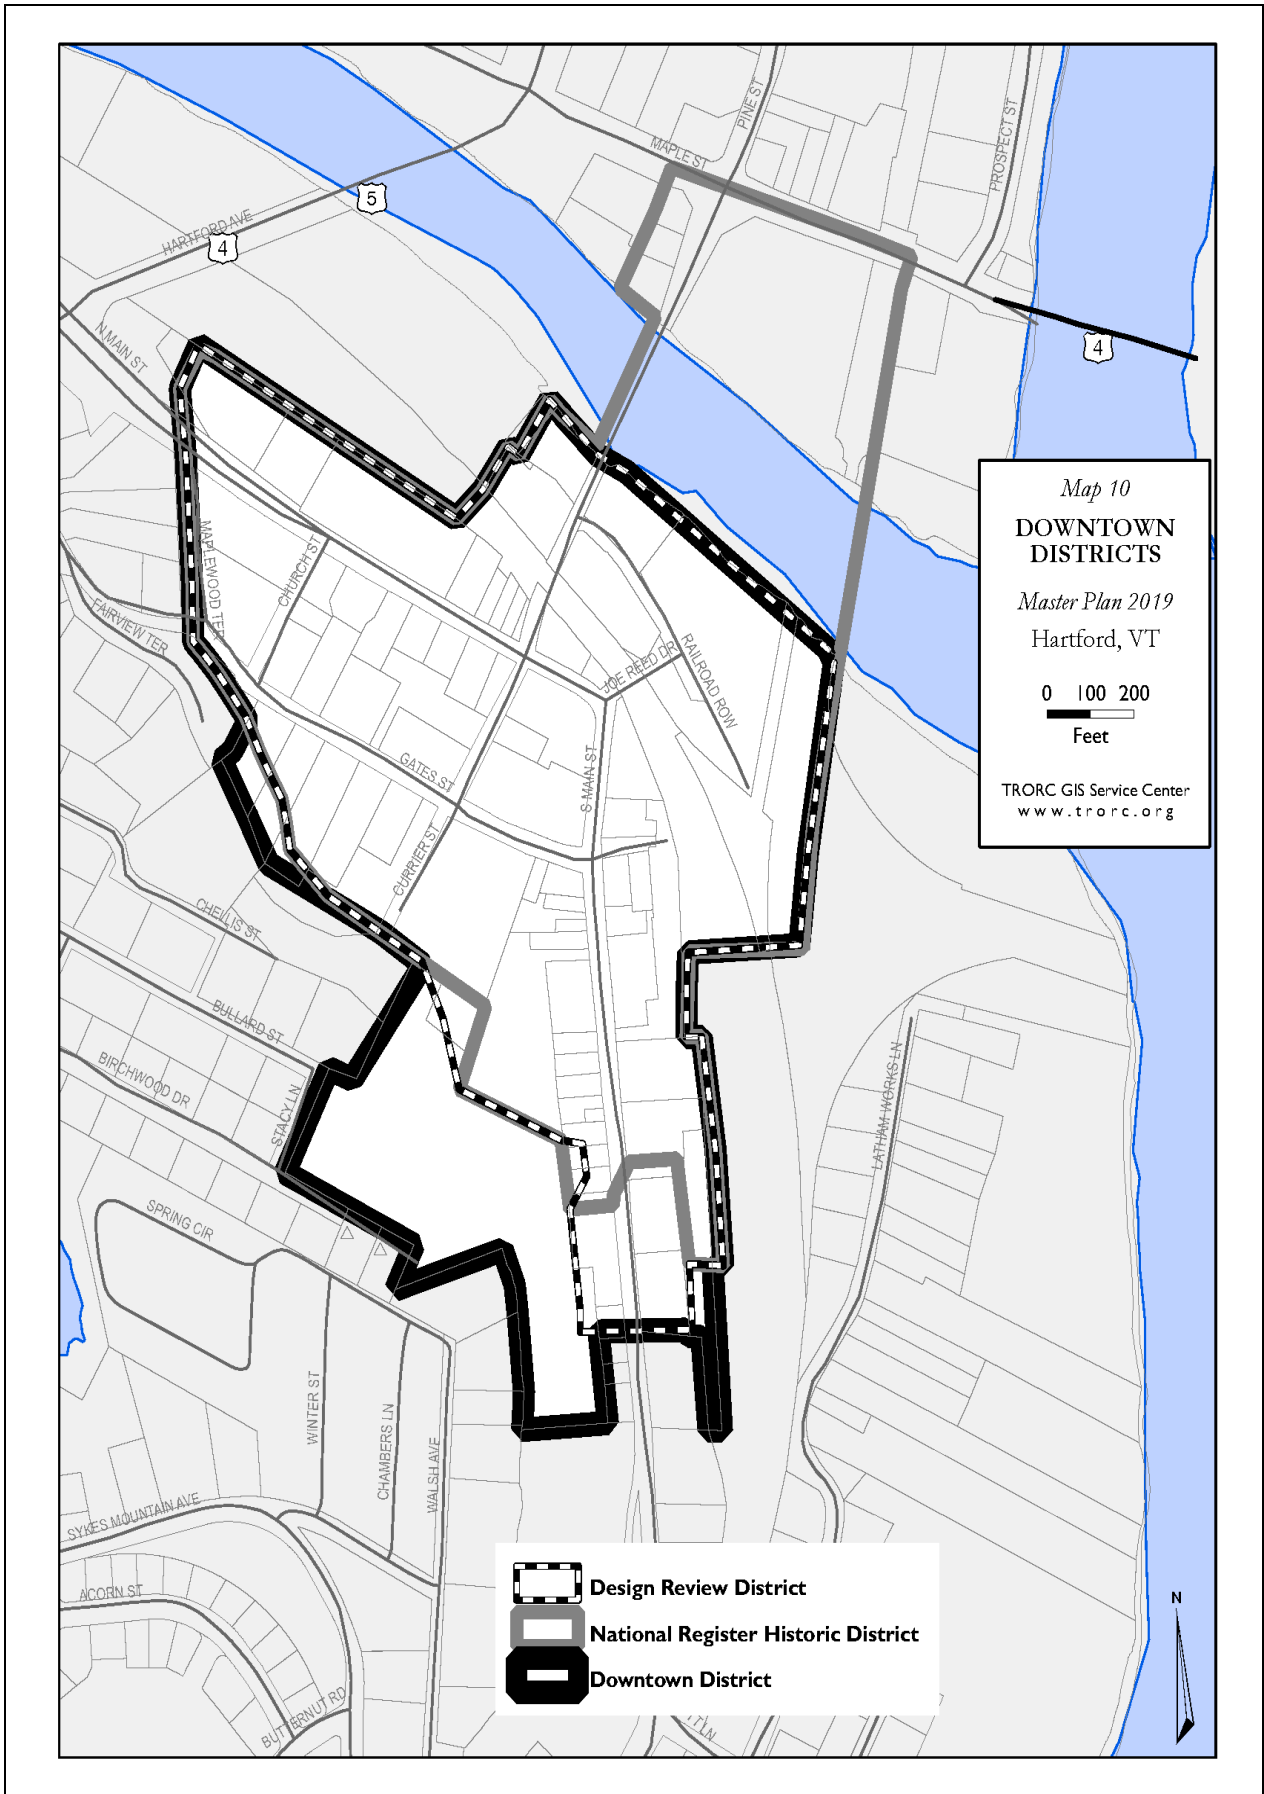 PINE ST
MAPLE ST
PROSPECT ST
5
HARTFORD AVE
4
N MAIN ST
4
Map 10
DOWNTOWN
DISTRICTS
Master Plan 2019
Hartford, VT
0 100 200
Feet
TRORC GIS Service Center
www.trorc.org
MAPLEWOOD TER
CHURCH ST
FAIRVIEW TER
JOE REED DR
RAILROAD ROW
GATES ST
S MAIN ST
CURRIER ST
CHELLIS ST
BULLARD ST
BIRCHWOOD DR
STACY LN
LATHAM WORKS LN
SPRING CIR
WINTER ST
CHAMBERS LN
WALSH AVE
SYKES MOUNTAIN AVE
ACORN ST
BUTTERNUT RD
Design Review District
National Register Historic District
Downtown District
N